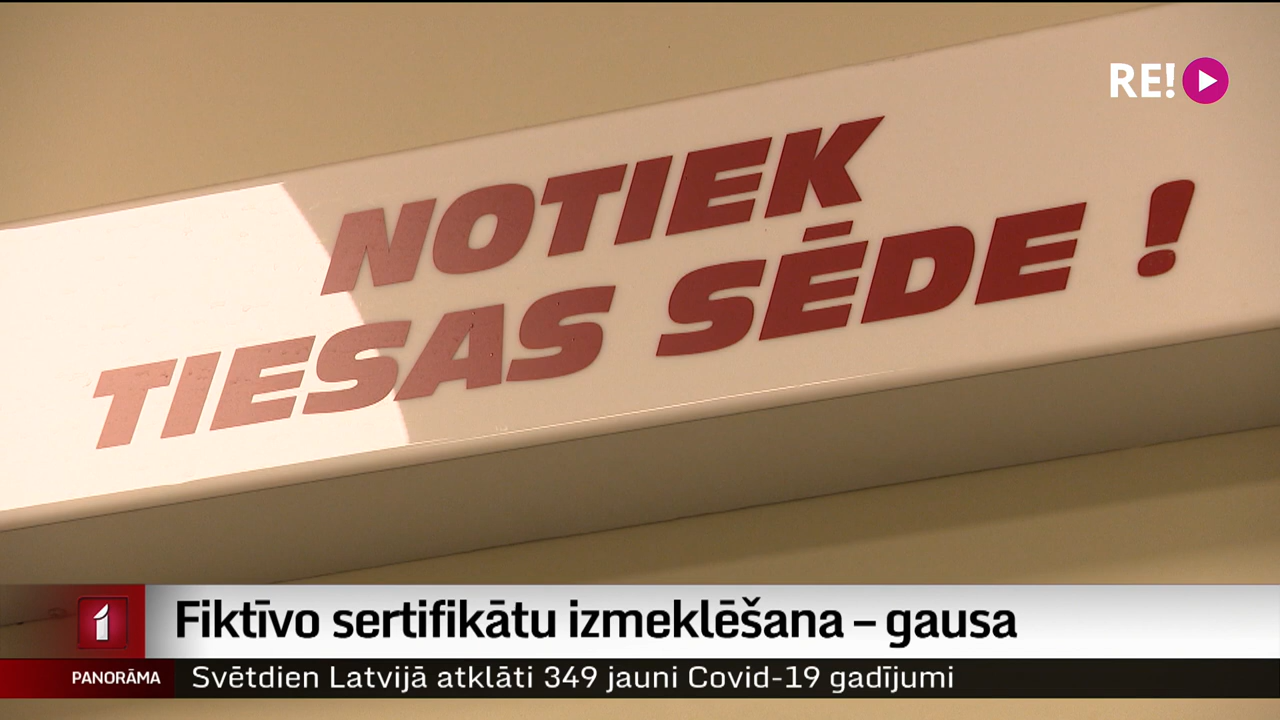 RE!
NOTIEK
TIESAS SĒDE !
1
Fiktīvo sertifikātu izmeklēšana – gausa
PANORĀMA
Svētdien Latvijā atklāti 349 jauni Covid-19 gadījumi